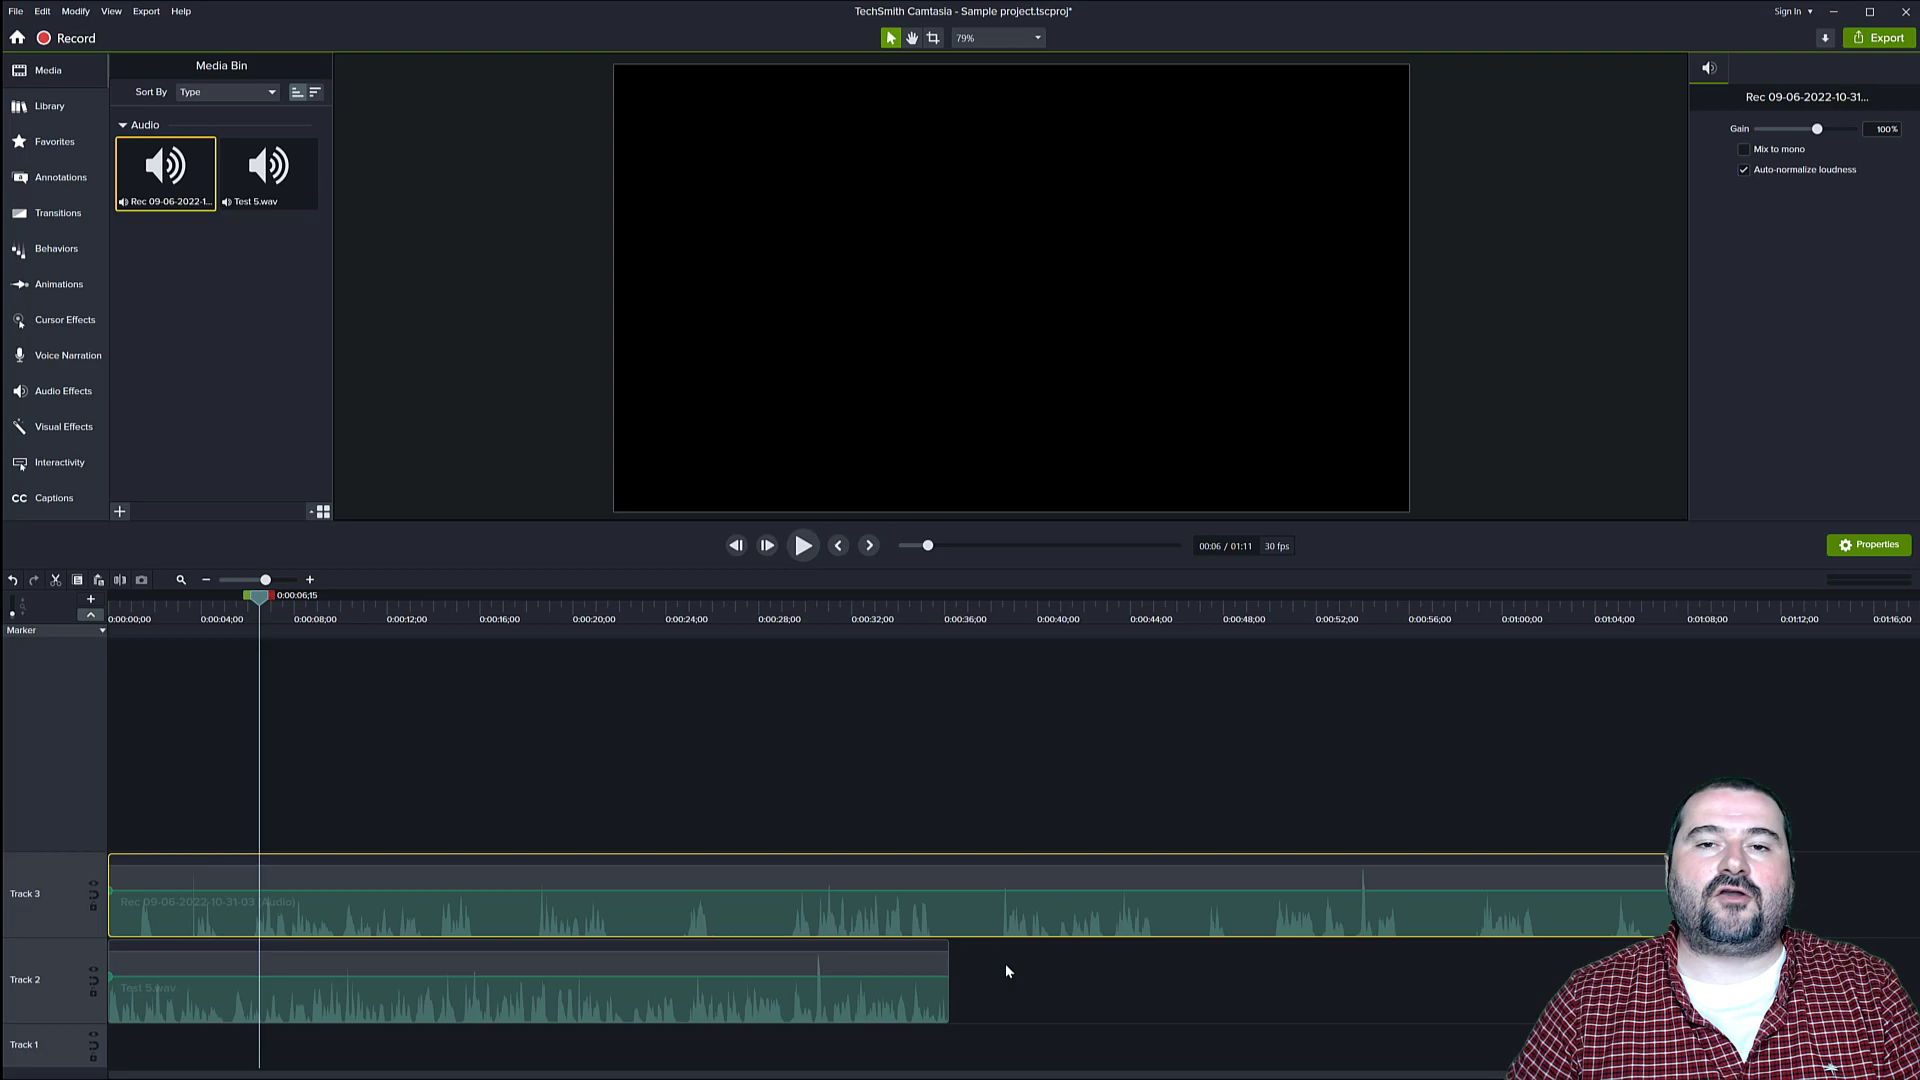 File Edit Modify View Export Help
TechSmith Camtasia - Sample project.tscproj*
Sign In
Record
79%
Export
Media
Library
Favorites
Annotations
Transitions
Behaviors
Animations
Cursor Effects
Voice Narration
Audio Effects
Visual Effects
Interactivity
CC Captions
Media Bin
Sort By Type
Audio
Rec 09-06-2022-1...
Test 5.wav
Rec 09-06-2022-10-31...
Gain 100%
Mix to mono
Auto-normalize loudness
00:06 / 01:11 30 fps
Properties
0:00:06;15
0:00:00;00 0:00:04;00 0:00:08;00 0:00:12;00 0:00:16;00 0:00:20;00 0:00:24;00 0:00:28;00 0:00:32;00 0:00:36;00 0:00:40;00 0:00:44;00 0:00:48;00 0:00:52;00 0:00:56;00 0:01:00;00 0:01:04;00 0:01:08;00 0:01:12;00 0:01:16;00
Marker
Track 3
Rec 09-06-2022-10-31-03 (Audio)
Track 2
Test 5.wav
Track 1